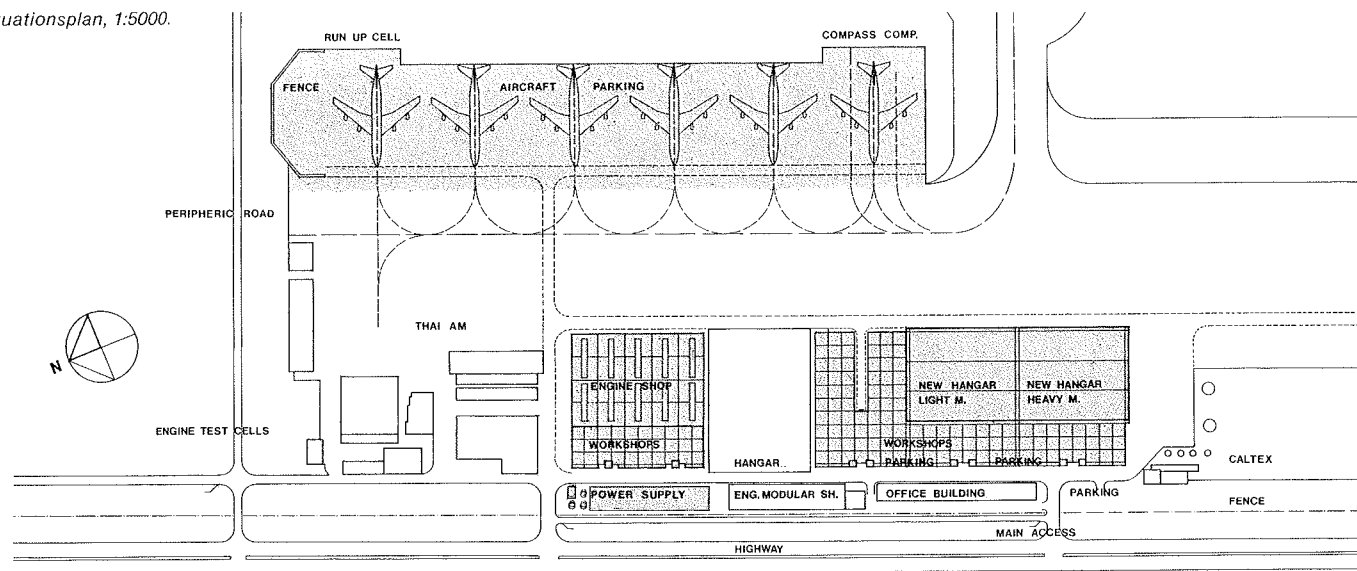 uationsplan, 1:5000.
RUN UP CELL
COMPASS COMP.
FENCE
AIRCRAFT PARKING
PERIPHERIC ROAD
N
THAI AM
ENGINE SHOP
NEW HANGAR
LIGHT M.
NEW HANGAR
HEAVY M.
ENGINE TEST CELLS
WORKSHOPS
WORKSHOPS
HANGAR
PARKING
PARKING
CALTEX
POWER SUPPLY
ENG. MODULAR SH.
OFFICE BUILDING
PARKING
FENCE
MAIN ACCESS
HIGHWAY